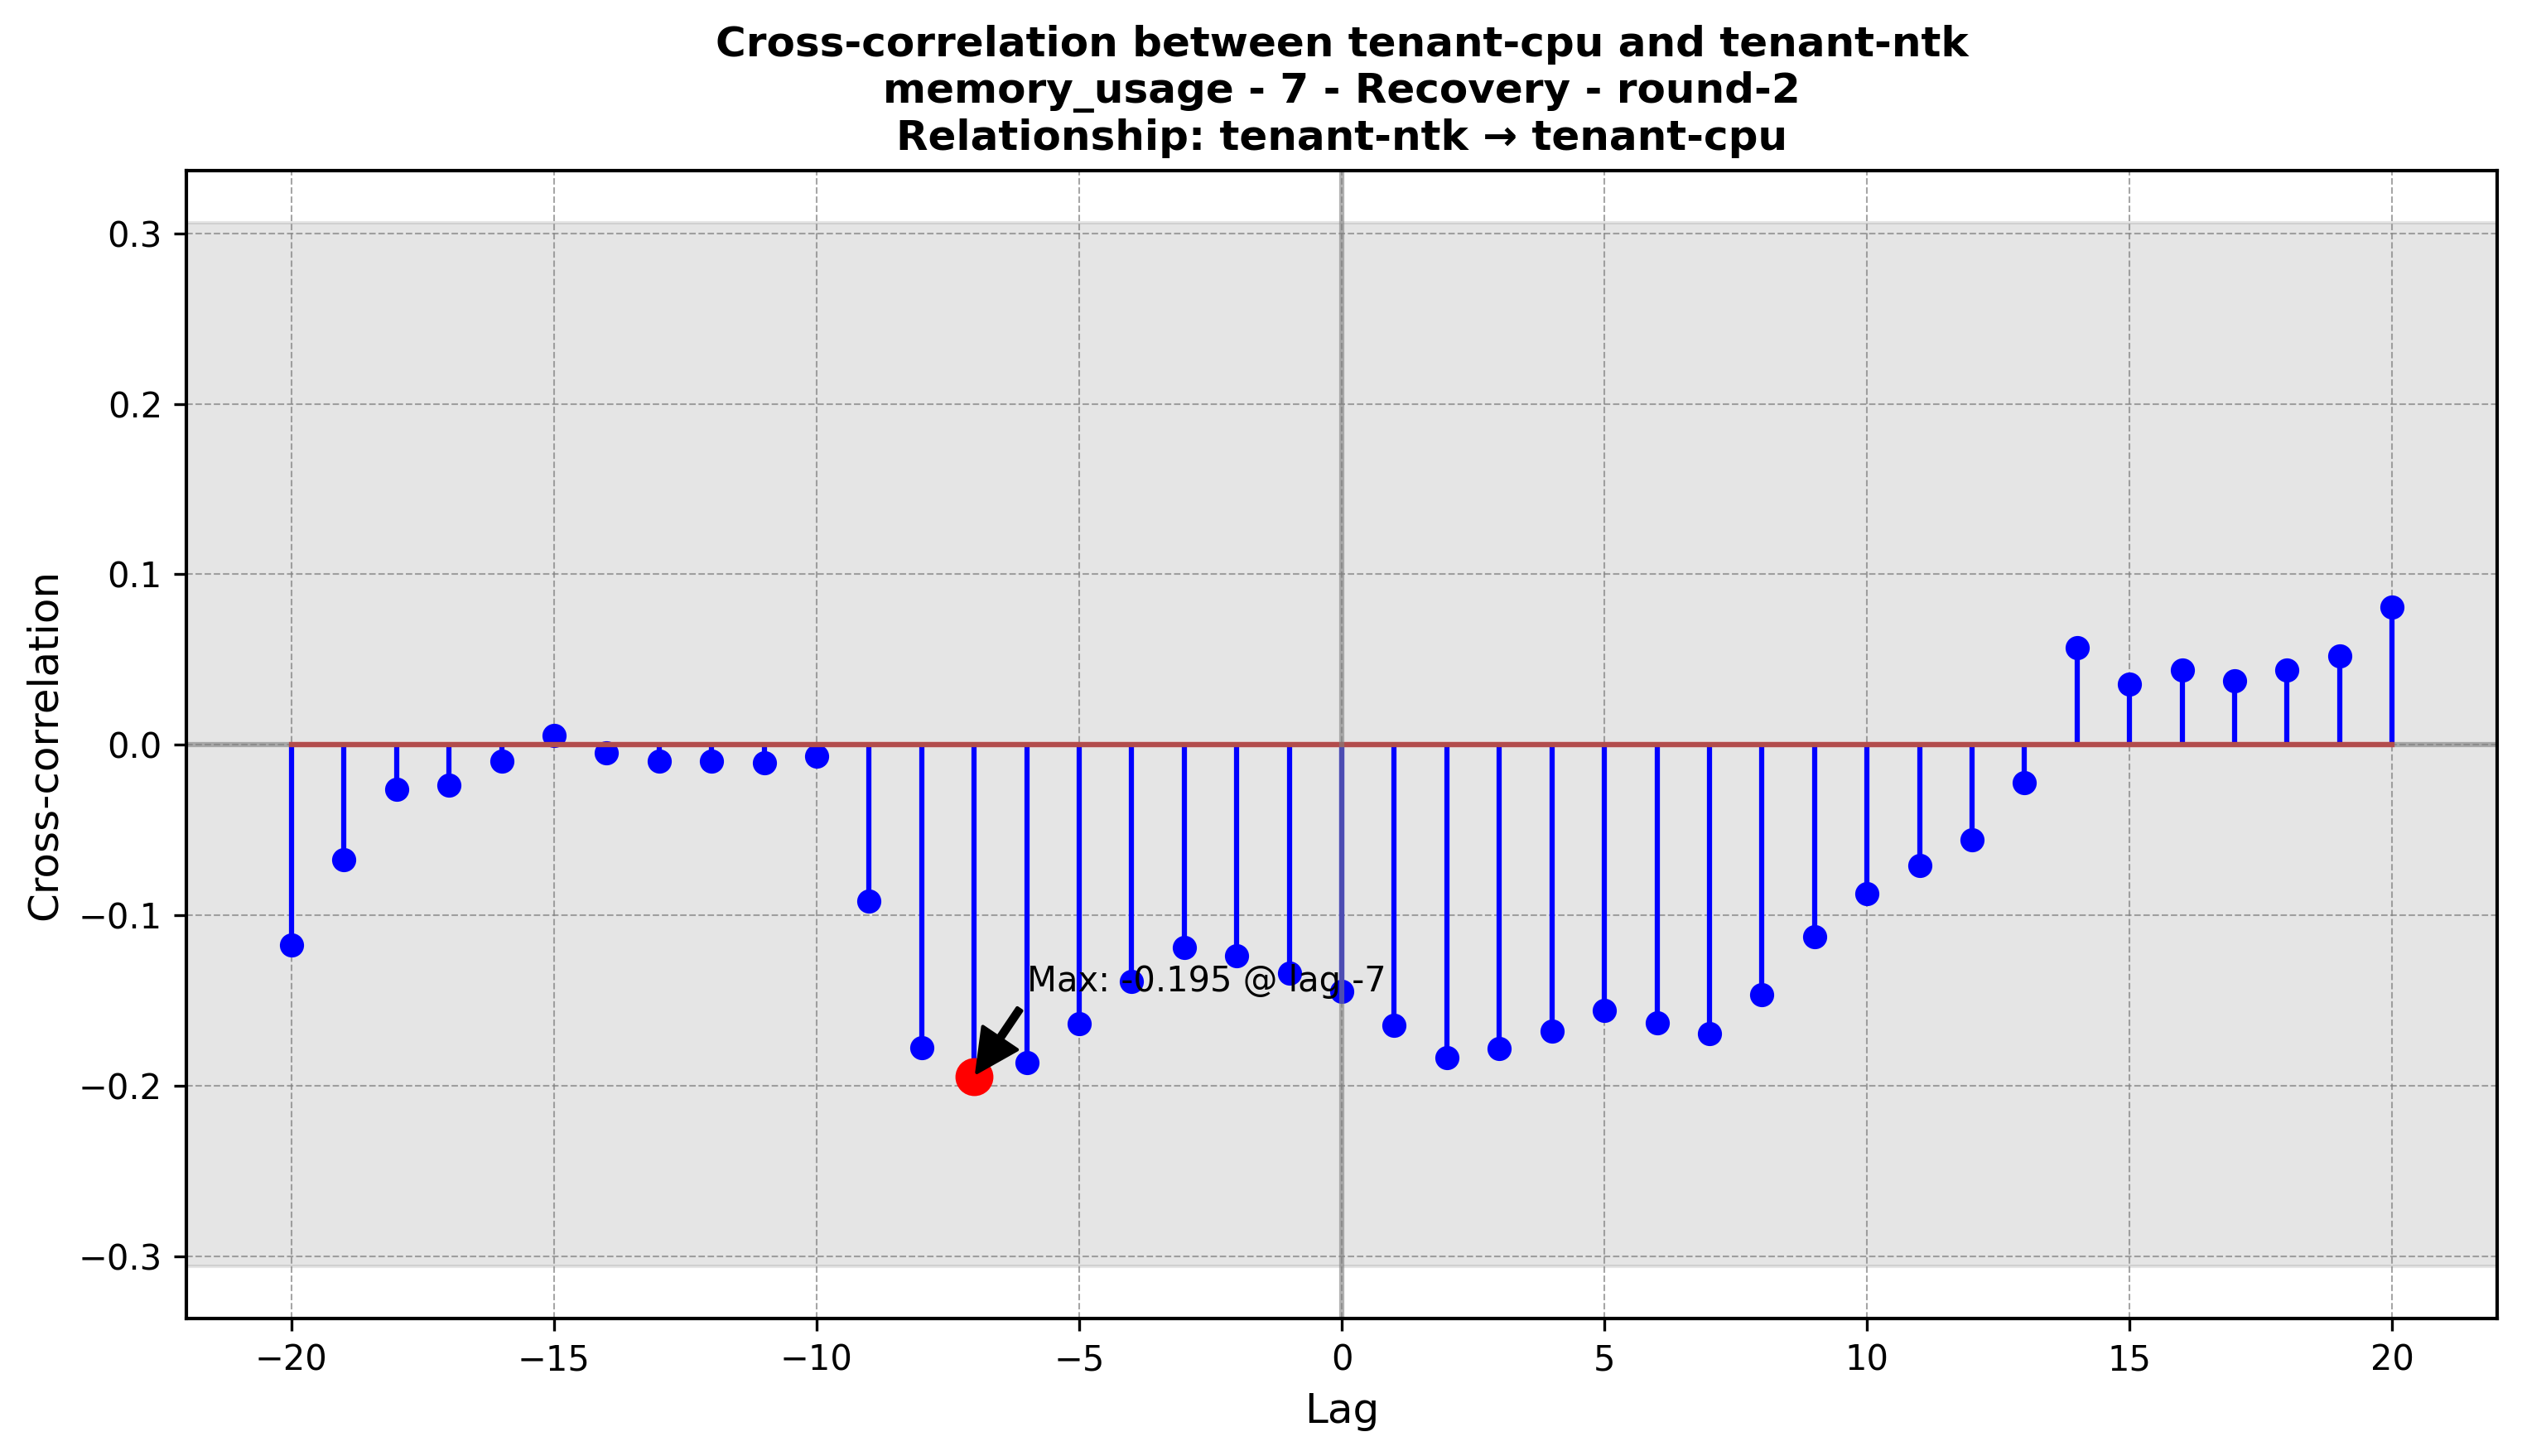 Cross-correlation between tenant-cpu and tenant-ntk
memory_usage - 7 - Recovery - round-2
Relationship: tenant-ntk → tenant-cpu
Cross-correlation
0.3
0.2
0.1
0.0
−0.1
−0.2
−0.3
Max: -0.195 @ lag -7
−20
−15
−10
−5
0
5
10
15
20
Lag